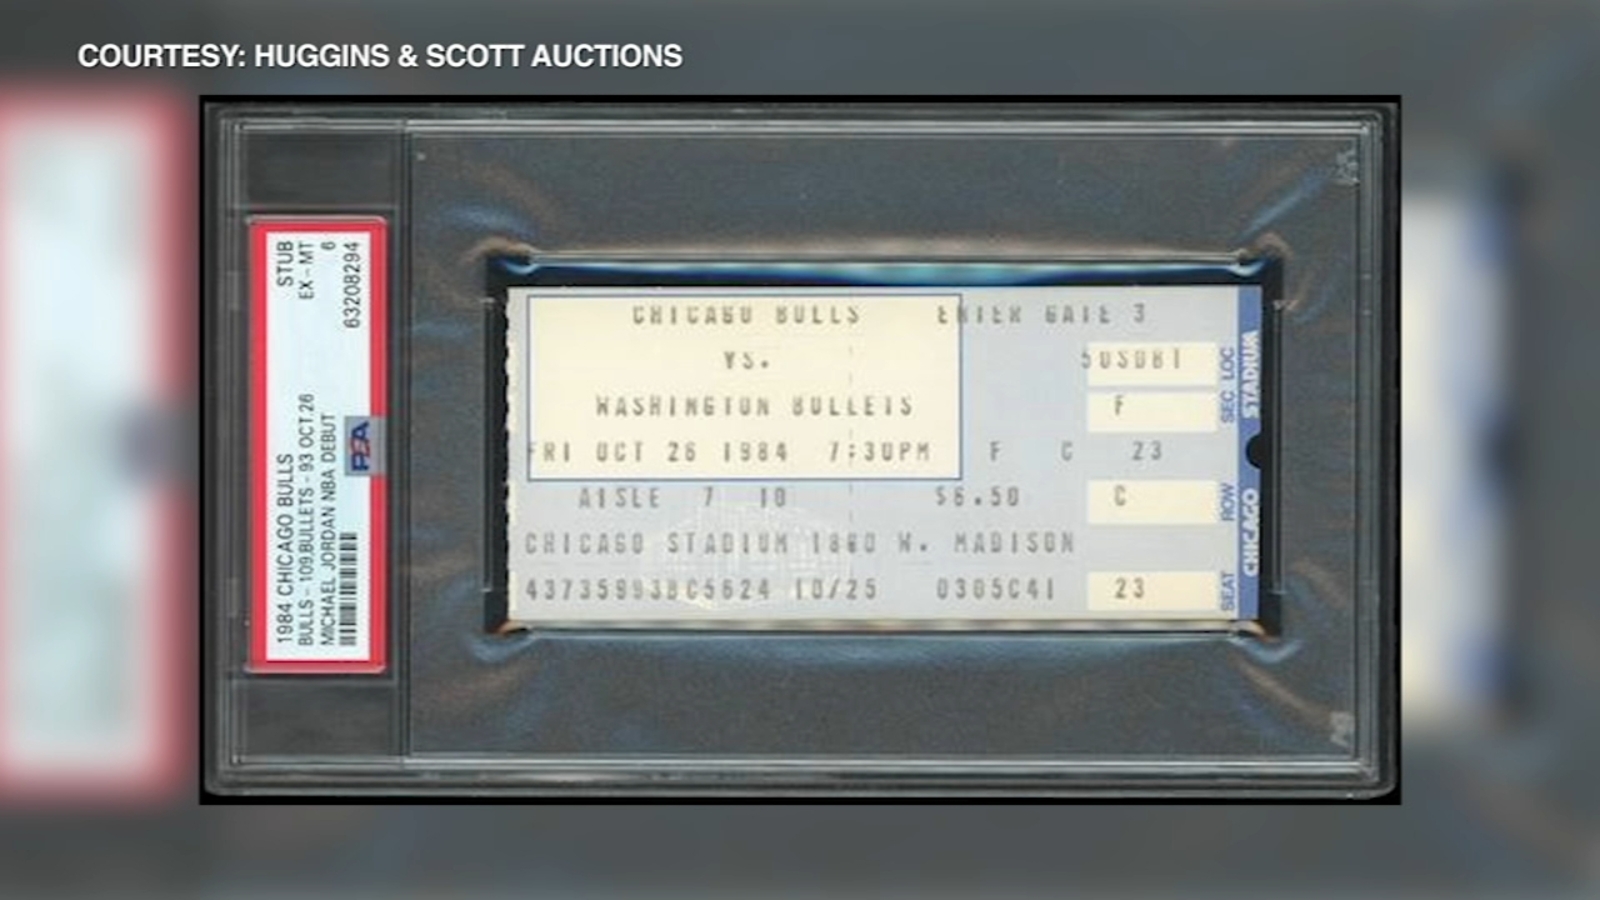 COURTESY: HUGGINS & SCOTT AUCTIONS
1984 CHICAGO BULLS STUB
BULLS - 109,BULLETS - 93 OCT.26 EX - MT
MICHAEL JORDAN NBA DEBUT 6
63208294
PSA
CHICAGO BULLS ENTER GATE 3
VS.
WASHINGTON BULLETS F
FRI OCT 26 1984 7:30PM F C 23
AISLE 7 10 $6.50 C
CHICAGO STADIUM 1800 W. MADISON
10/25 23
SEC LOC
ROW
SEAT
CHICAGO STADIUM